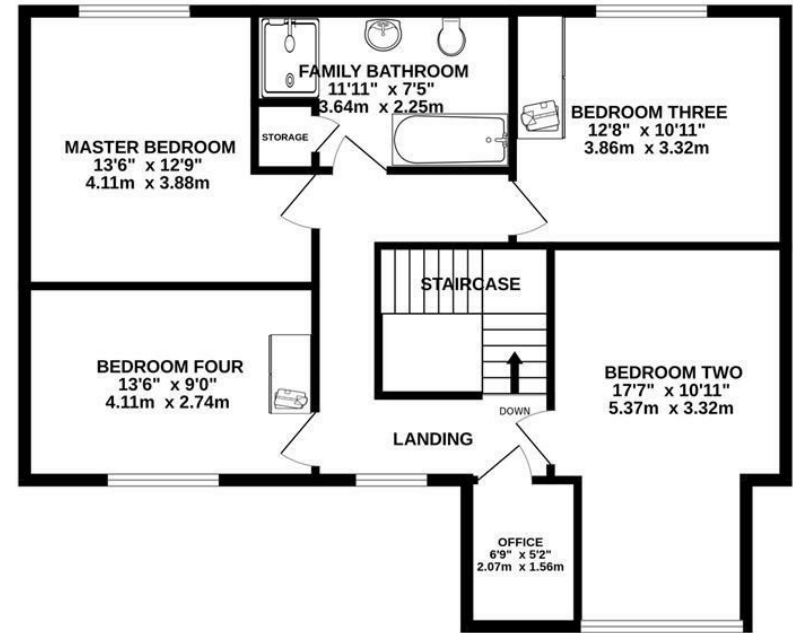 FAMILY BATHROOM
11'11" x 7'5"
3.64m x 2.25m
STORAGE
MASTER BEDROOM
13'6" x 12'9"
4.11m x 3.88m
BEDROOM THREE
12'8" x 10'11"
3.86m x 3.32m
STAIRCASE
BEDROOM FOUR
13'6" x 9'0"
4.11m x 2.74m
BEDROOM TWO
17'7" x 10'11"
5.37m x 3.32m
DOWN
LANDING
OFFICE
6'9" x 5'2"
2.07m x 1.56m